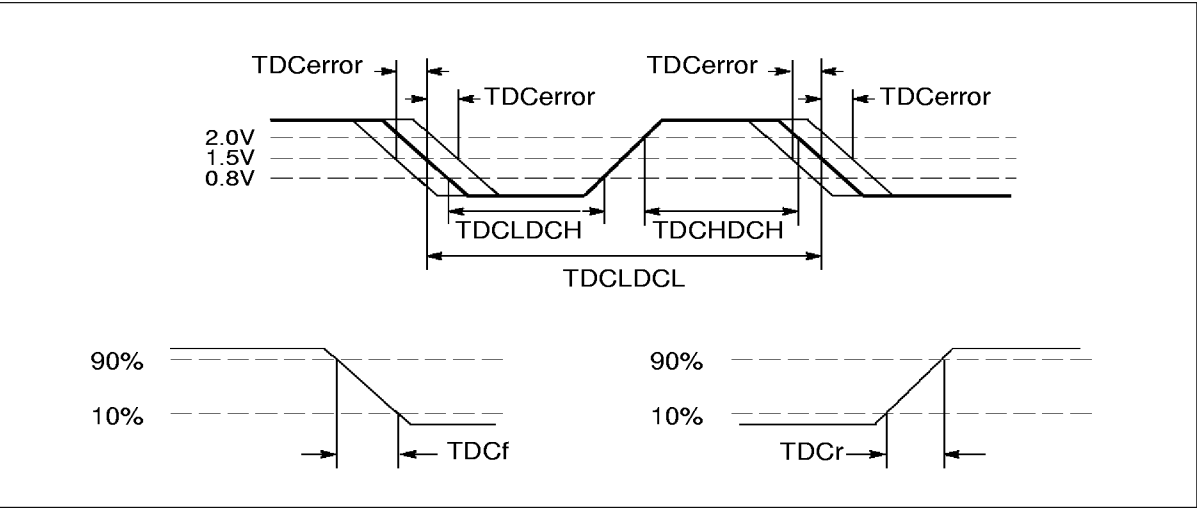 TDCerror TDCerror
TDCerror TDCerror
2.0V
1.5V
0.8V
TDCLDCH TDCHDCH
TDCLDCL
90% 90%
10% 10%
TDCf TDCr